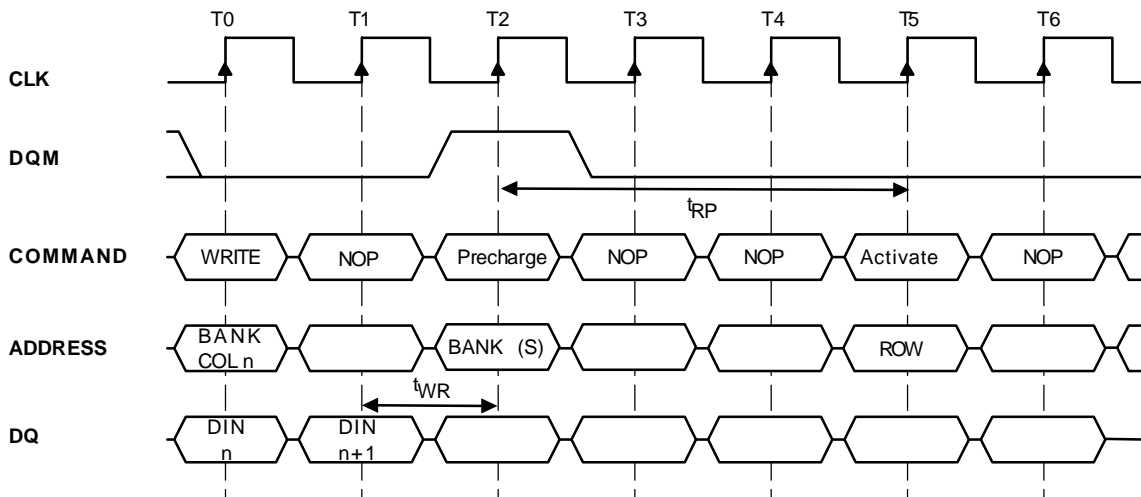 T0 T1 T2 T3 T4 T5 T6
CLK
DQM
tRP
COMMAND WRITE NOP Precharge NOP NOP Activate NOP
ADDRESS BANK COL n BANK (S) ROW
tWR
DQ DIN n DIN n+1